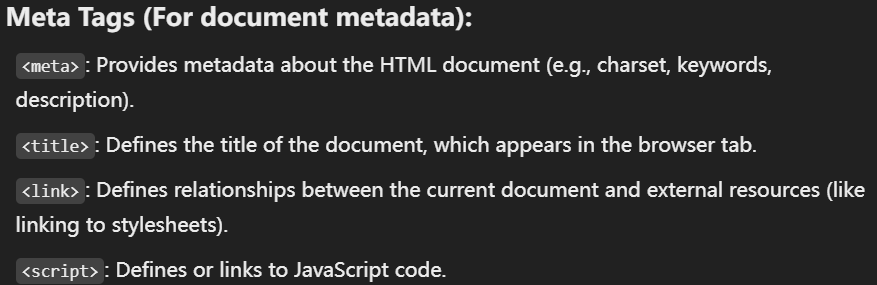 Meta Tags (For document metadata):
<meta>: Provides metadata about the HTML document (e.g., charset, keywords,
description).
<title>: Defines the title of the document, which appears in the browser tab.
<link>: Defines relationships between the current document and external resources (like
linking to stylesheets).
<script>: Defines or links to JavaScript code.